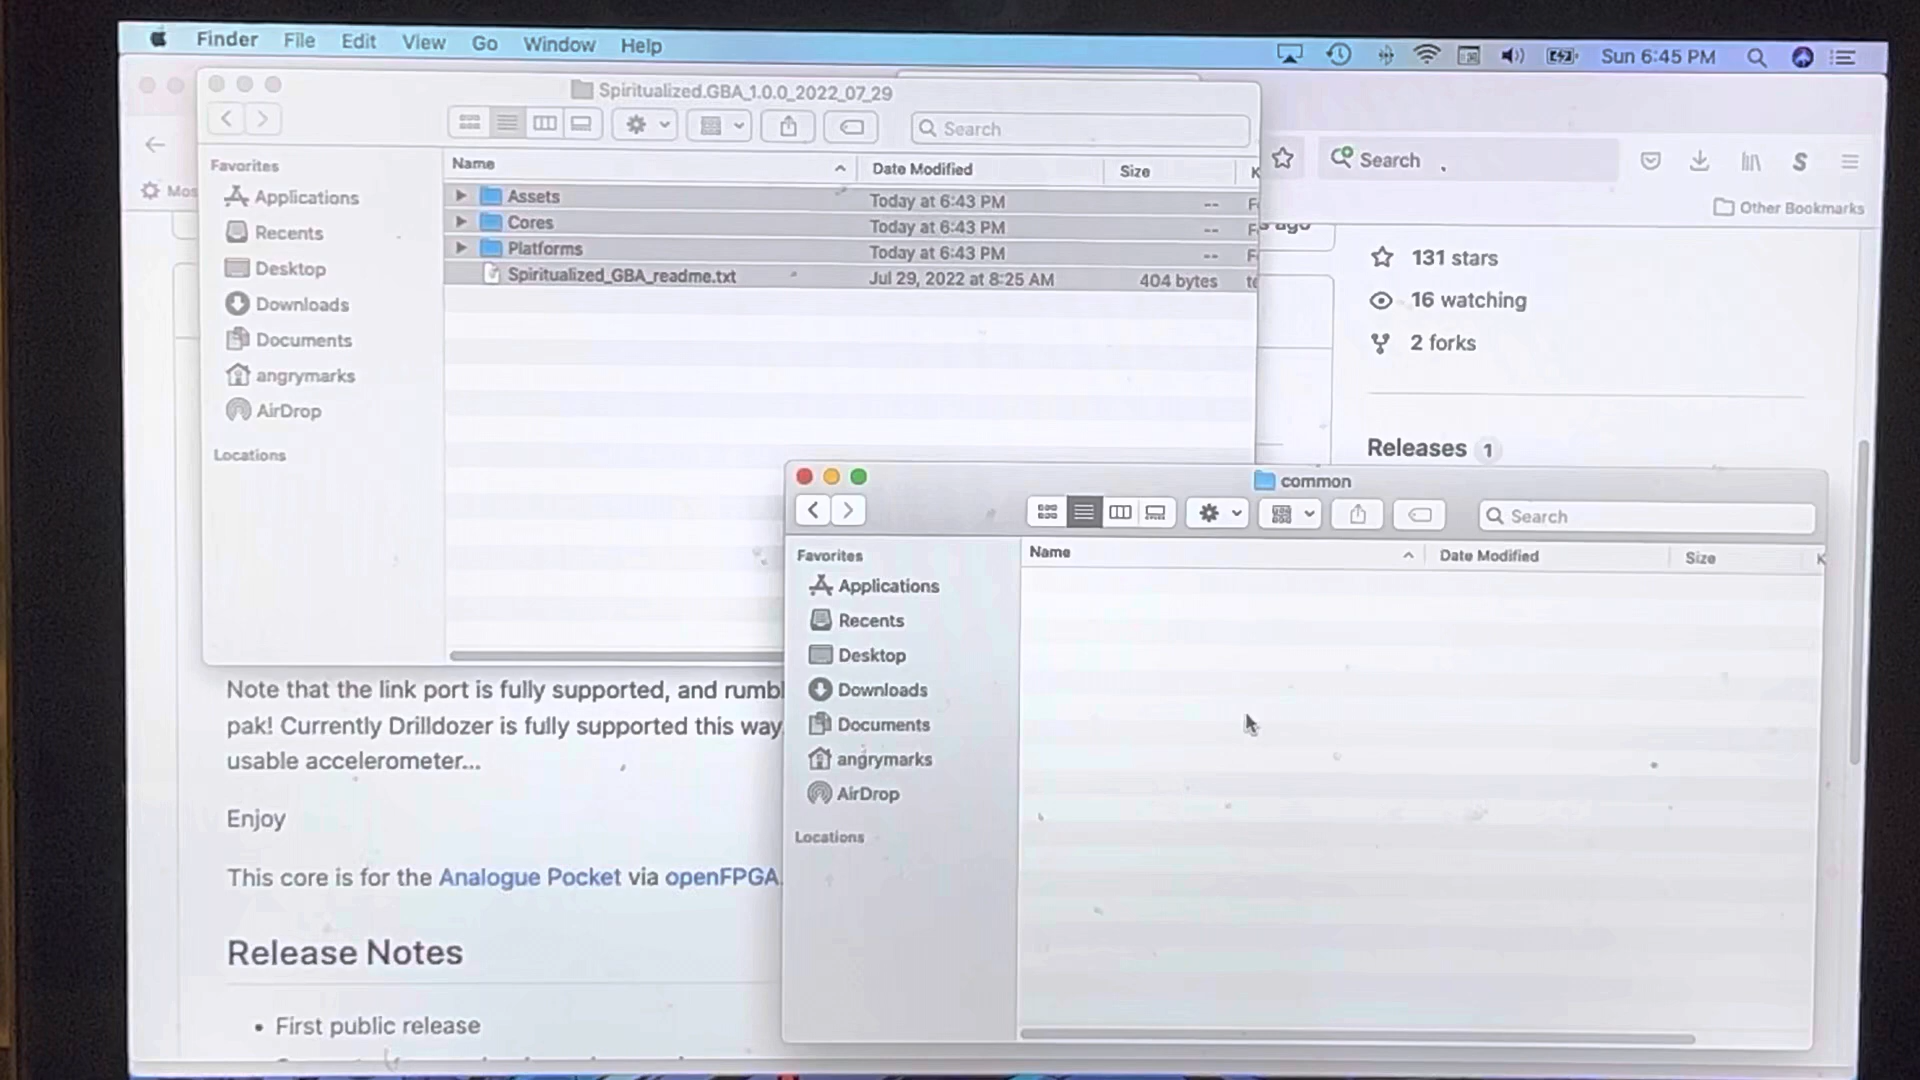 Finder File Edit View Go Window Help
Sun 6:45 PM
Spiritualized.GBA_1.0.0_2022_07_29
Search
Favorites
Applications
Recents
Desktop
Downloads
Documents
angrymarks
AirDrop
Locations
Name Date Modified Size K
Assets Today at 6:43 PM -- F
Cores Today at 6:43 PM -- F
Platforms Today at 6:43 PM -- F
Spiritualized_GBA_readme.txt Jul 29, 2022 at 8:25 AM 404 bytes te
Mos
Search
Other Bookmarks
ago
131 stars
16 watching
2 forks
Releases 1
common
Search
Favorites
Applications
Recents
Desktop
Downloads
Documents
angrymarks
AirDrop
Locations
Name Date Modified Size K
Note that the link port is fully supported, and rumbl
pak! Currently Drilldozer is fully supported this way
usable accelerometer...
Enjoy
This core is for the Analogue Pocket via openFPGA.
Release Notes
• First public release